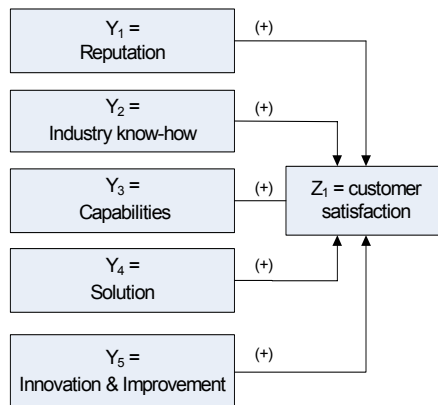 Y₁ =
Reputation
(+)
Y₂ =
Industry know-how
(+)
Y₃ =
Capabilities
(+)
Z₁ = customer
satisfaction
Y₄ =
Solution
(+)
Y₅ =
Innovation & Improvement
(+)